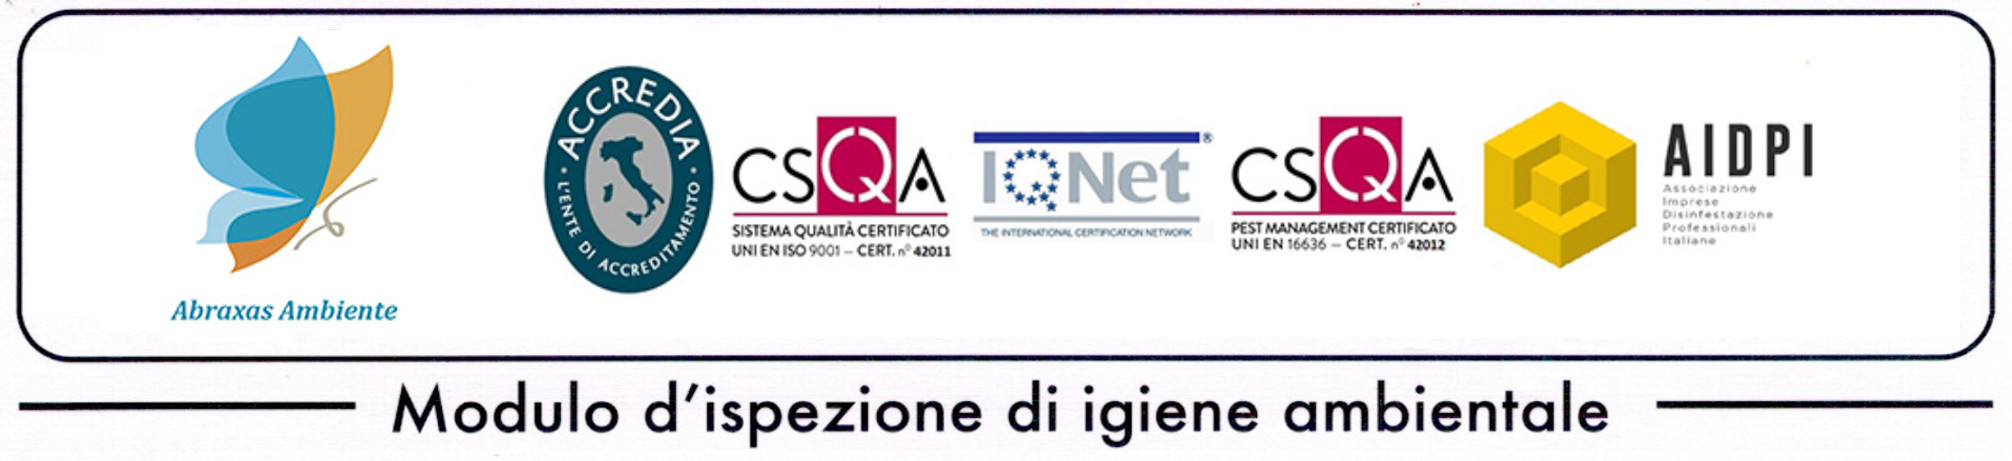 Abraxas Ambiente
ACCREDIA
L'ENTE DI ACCREDITAMENTO
CSQA
SISTEMA QUALITÀ CERTIFICATO
UNI EN ISO 9001 – CERT. n° 42011
IQNet®
THE INTERNATIONAL CERTIFICATION NETWORK
CSQA
PEST MANAGEMENT CERTIFICATO
UNI EN 16636 – CERT. n° 42012
AIDPI
Associazione
Imprese
Disinfestazione
Professionali
Italiane
Modulo d'ispezione di igiene ambientale